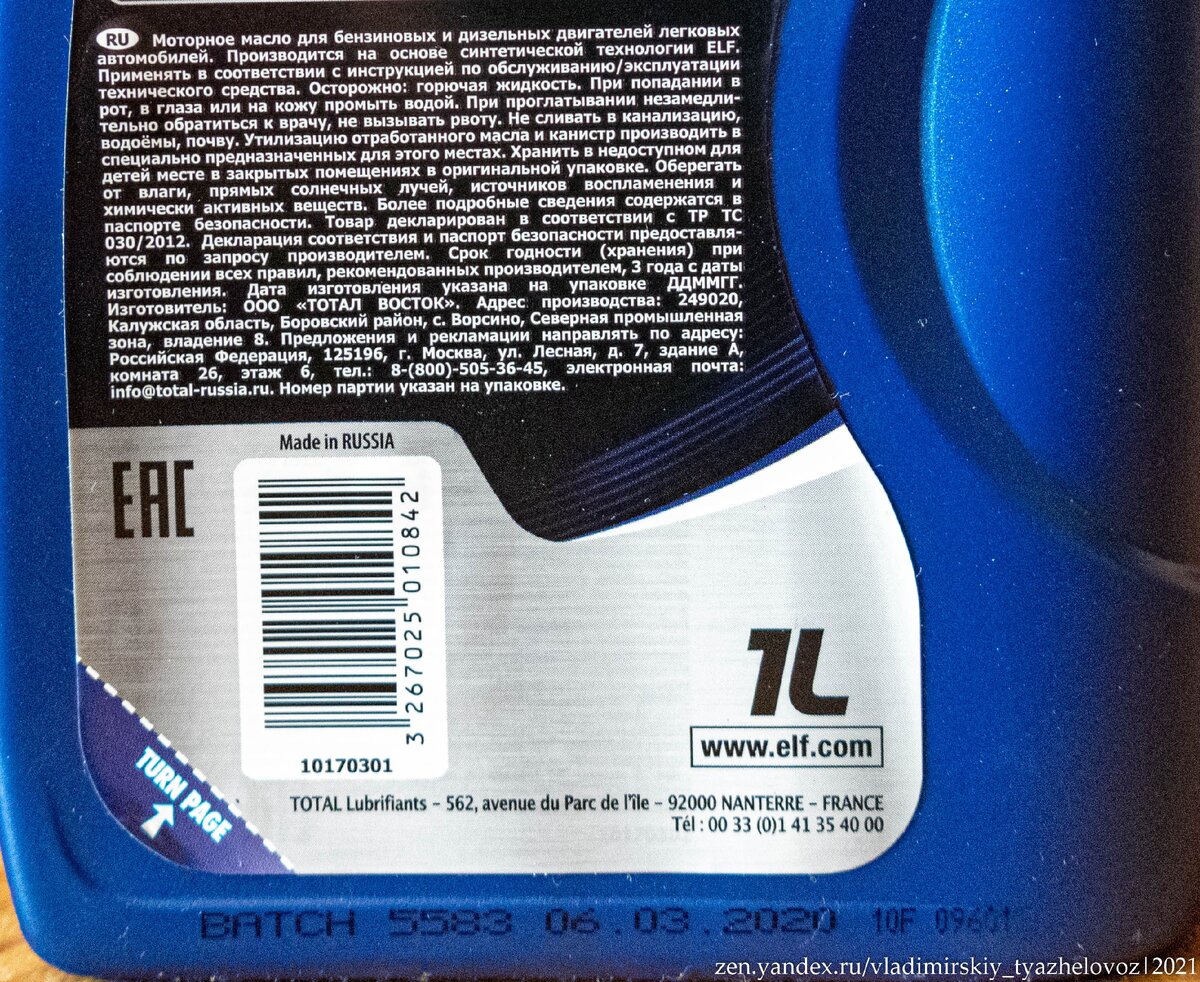 RU Моторное масло для бензиновых и дизельных двигателей легковых
автомобилей. Производится на основе синтетической технологии ELF.
Применять в соответствии с инструкцией по обслуживанию/эксплуатации
технического средства. Осторожно: горючая жидкость. При попадании в
рот, в глаза или на кожу промыть водой. При проглатывании незамедли-
тельно обратиться к врачу, не вызывать рвоту. Не сливать в канализацию,
водоёмы, почву. Утилизацию отработанного масла и канистр производить в
специально предназначенных для этого местах. Хранить в недоступном для
детей месте в закрытых помещениях в оригинальной упаковке. Оберегать
от влаги, прямых солнечных лучей, источников воспламенения и
химически активных веществ. Более подробные сведения содержатся в
паспорте безопасности. Товар декларирован в соответствии с ТР ТС
030/2012. Декларация соответствия и паспорт безопасности предоставля-
ются по запросу производителем. Срок годности (хранения) при
соблюдении всех правил, рекомендованных производителем, 3 года с даты
изготовления. Дата изготовления указана на упаковке ДДММГГ.
Изготовитель: ООО «ТОТАЛ ВОСТОК». Адрес производства: 249020,
Калужская область, Боровский район, с. Ворсино, Северная промышленная
зона, владение 8. Предложения и рекламации направлять по адресу:
Российская Федерация, 125196, г. Москва, ул. Лесная, д. 7, здание А,
комната 26, этаж 6, тел.: 8-(800)-505-36-45, электронная почта:
info@total-russia.ru. Номер партии указан на упаковке.
Made in RUSSIA
EAC
3 267025 010842
10170301
1L
www.elf.com
TURN PAGE
TOTAL Lubrifiants – 562, avenue du Parc de l'île – 92000 NANTERRE – FRANCE
Tél : 00 33 (0)1 41 35 40 00
BATCH 5583 06.03.2020 10F 09601
zen.yandex.ru/vladimirskiy_tyazhelovoz|2021